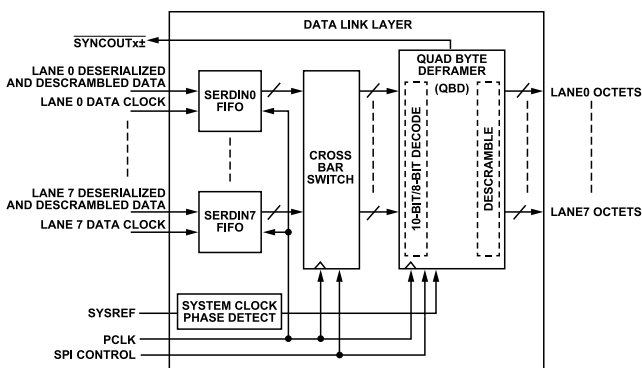 DATA LINK LAYER
SYNCOUTx±
QUAD BYTE
DEFRAMER
(QBD)
LANE 0 DESERIALIZED
AND DESCRAMBLED DATA
LANE 0 DATA CLOCK
SERDIN0
FIFO
LANE0 OCTETS
CROSS
BAR
SWITCH
10-BIT/8-BIT DECODE
DESCRAMBLE
LANE 7 DESERIALIZED
AND DESCRAMBLED DATA
LANE 7 DATA CLOCK
SERDIN7
FIFO
LANE7 OCTETS
SYSREF
SYSTEM CLOCK
PHASE DETECT
PCLK
SPI CONTROL